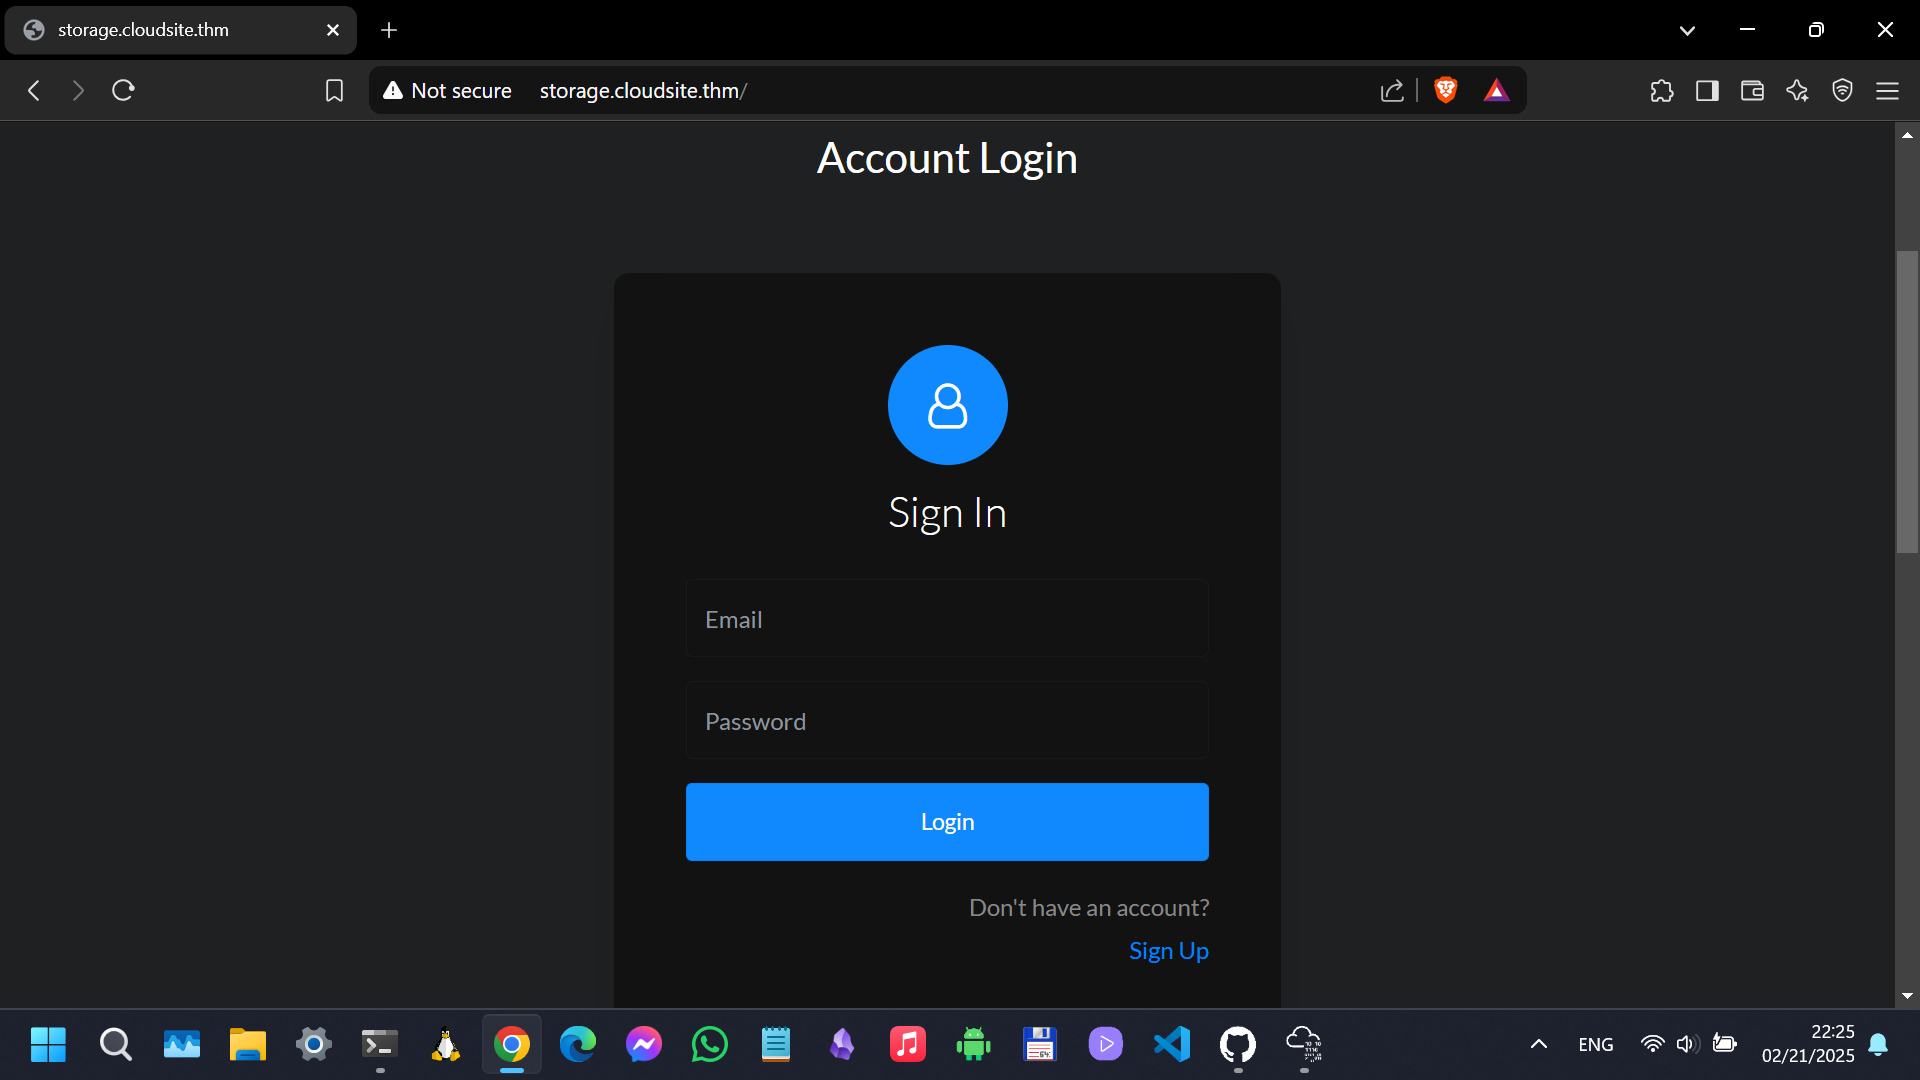 storage.cloudsite.thm
Not secure storage.cloudsite.thm/
Account Login
Sign In
Email
Password
Login
Don't have an account?
Sign Up
ENG
22:25
02/21/2025